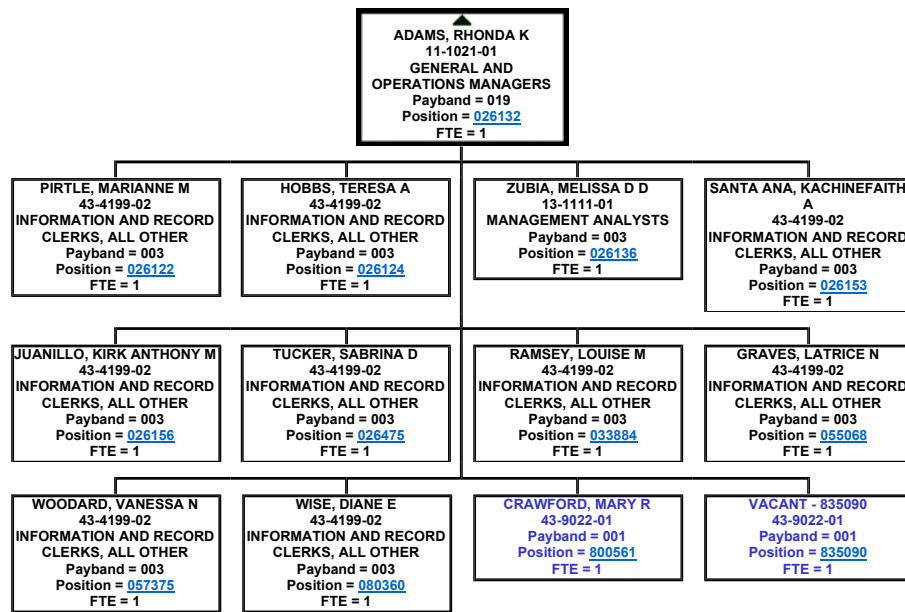 ADAMS, RHONDA K
11-1021-01
GENERAL AND
OPERATIONS MANAGERS
Payband = 019
Position = 026132
FTE = 1
PIRTLE, MARIANNE M
43-4199-02
INFORMATION AND RECORD
CLERKS, ALL OTHER
Payband = 003
Position = 026122
FTE = 1
HOBBS, TERESA A
43-4199-02
INFORMATION AND RECORD
CLERKS, ALL OTHER
Payband = 003
Position = 026124
FTE = 1
ZUBIA, MELISSA D D
13-1111-01
MANAGEMENT ANALYSTS
Payband = 003
Position = 026136
FTE = 1
SANTA ANA, KACHINEFAITH
A
43-4199-02
INFORMATION AND RECORD
CLERKS, ALL OTHER
Payband = 003
Position = 026153
FTE = 1
JUANILLO, KIRK ANTHONY M
43-4199-02
INFORMATION AND RECORD
CLERKS, ALL OTHER
Payband = 003
Position = 026156
FTE = 1
TUCKER, SABRINA D
43-4199-02
INFORMATION AND RECORD
CLERKS, ALL OTHER
Payband = 003
Position = 026475
FTE = 1
RAMSEY, LOUISE M
43-4199-02
INFORMATION AND RECORD
CLERKS, ALL OTHER
Payband = 003
Position = 033884
FTE = 1
GRAVES, LATRICE N
43-4199-02
INFORMATION AND RECORD
CLERKS, ALL OTHER
Payband = 003
Position = 055068
FTE = 1
WOODARD, VANESSA N
43-4199-02
INFORMATION AND RECORD
CLERKS, ALL OTHER
Payband = 003
Position = 057375
FTE = 1
WISE, DIANE E
43-4199-02
INFORMATION AND RECORD
CLERKS, ALL OTHER
Payband = 003
Position = 080360
FTE = 1
CRAWFORD, MARY R
43-9022-01
Payband = 001
Position = 800561
FTE = 1
VACANT - 835090
43-9022-01
Payband = 001
Position = 835090
FTE = 1